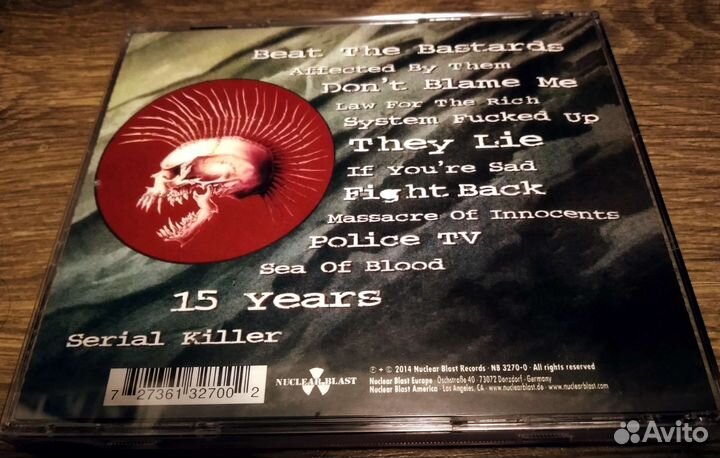 Beat The Bastards
Affected By Them
Don't Blame Me
Law For The Rich
System Fucked Up
They Lie
If You're Sad
Fight Back
Massacre Of Innocents
Police TV
Sea Of Blood
15 Years
Serial Killer
7 27361 32700 2
NUCLEAR BLAST
℗ + © 2014 Nuclear Blast Records · NB 3270-0 · All rights reserved
Nuclear Blast Europe · Oschstraße 40 · 73072 Donzdorf · Germany
Nuclear Blast America · Los Angeles, CA · www.nuclearblast.de · www.nuclearblast.com
Avito